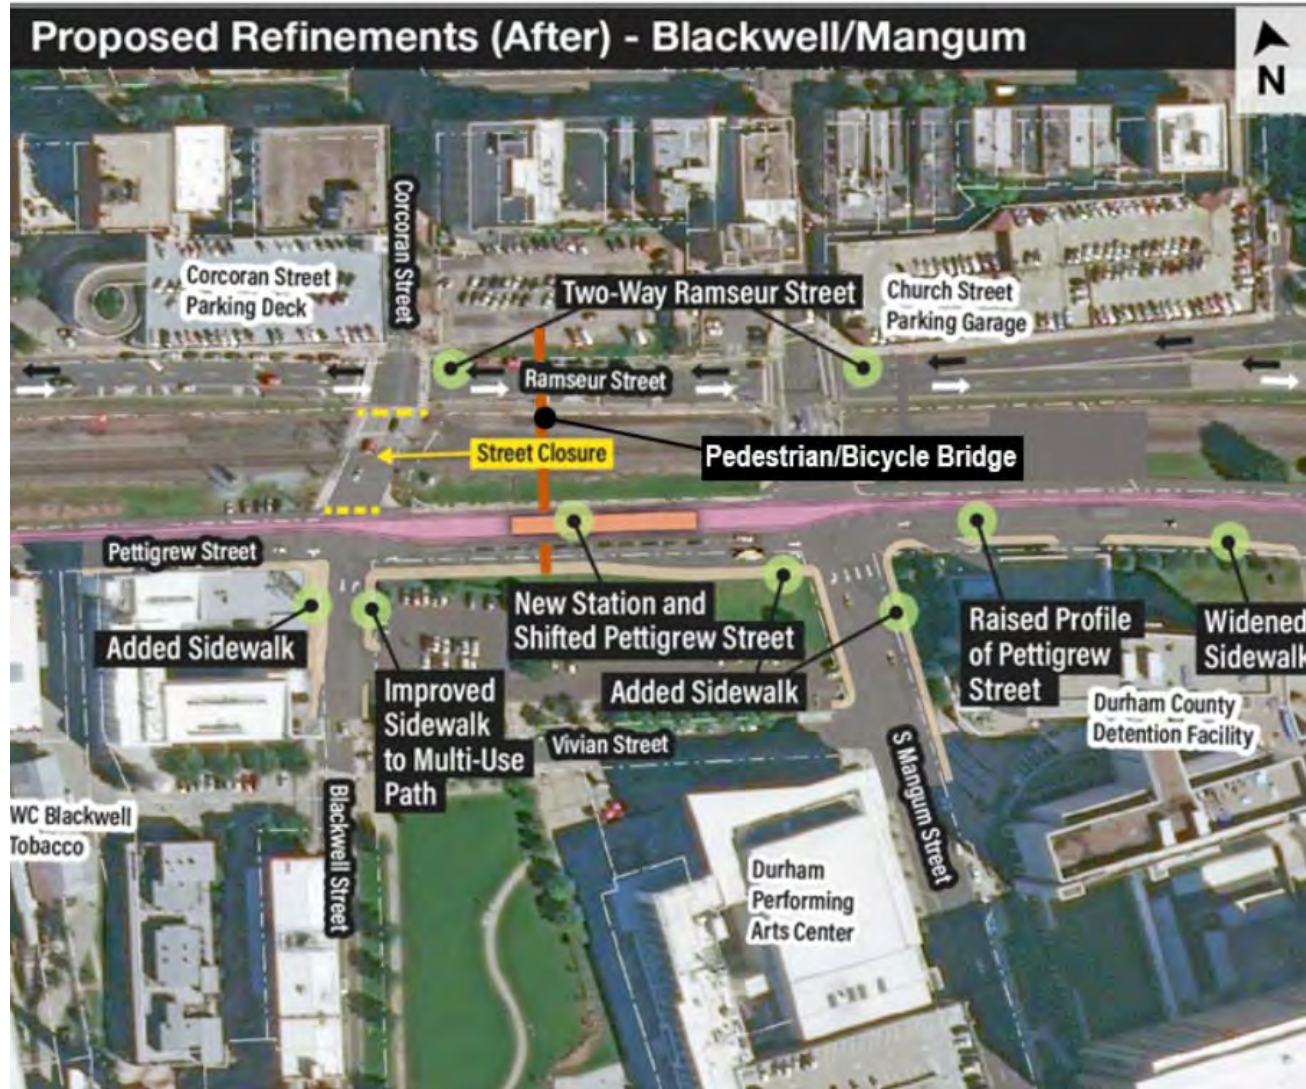 Proposed Refinements (After) - Blackwell/Mangum
N
Corcoran Street
Corcoran Street
Parking Deck
Two-Way Ramseur Street
Church Street
Parking Garage
Ramseur Street
Street Closure
Pedestrian/Bicycle Bridge
Pettigrew Street
Added Sidewalk
New Station and
Shifted Pettigrew Street
Raised Profile
of Pettigrew
Street
Widened
Sidewalk
Improved
Sidewalk
to Multi-Use
Path
Added Sidewalk
Durham County
Detention Facility
Vivian Street
S Mangum Street
Blackwell Street
WC Blackwell
Tobacco
Durham
Performing
Arts Center